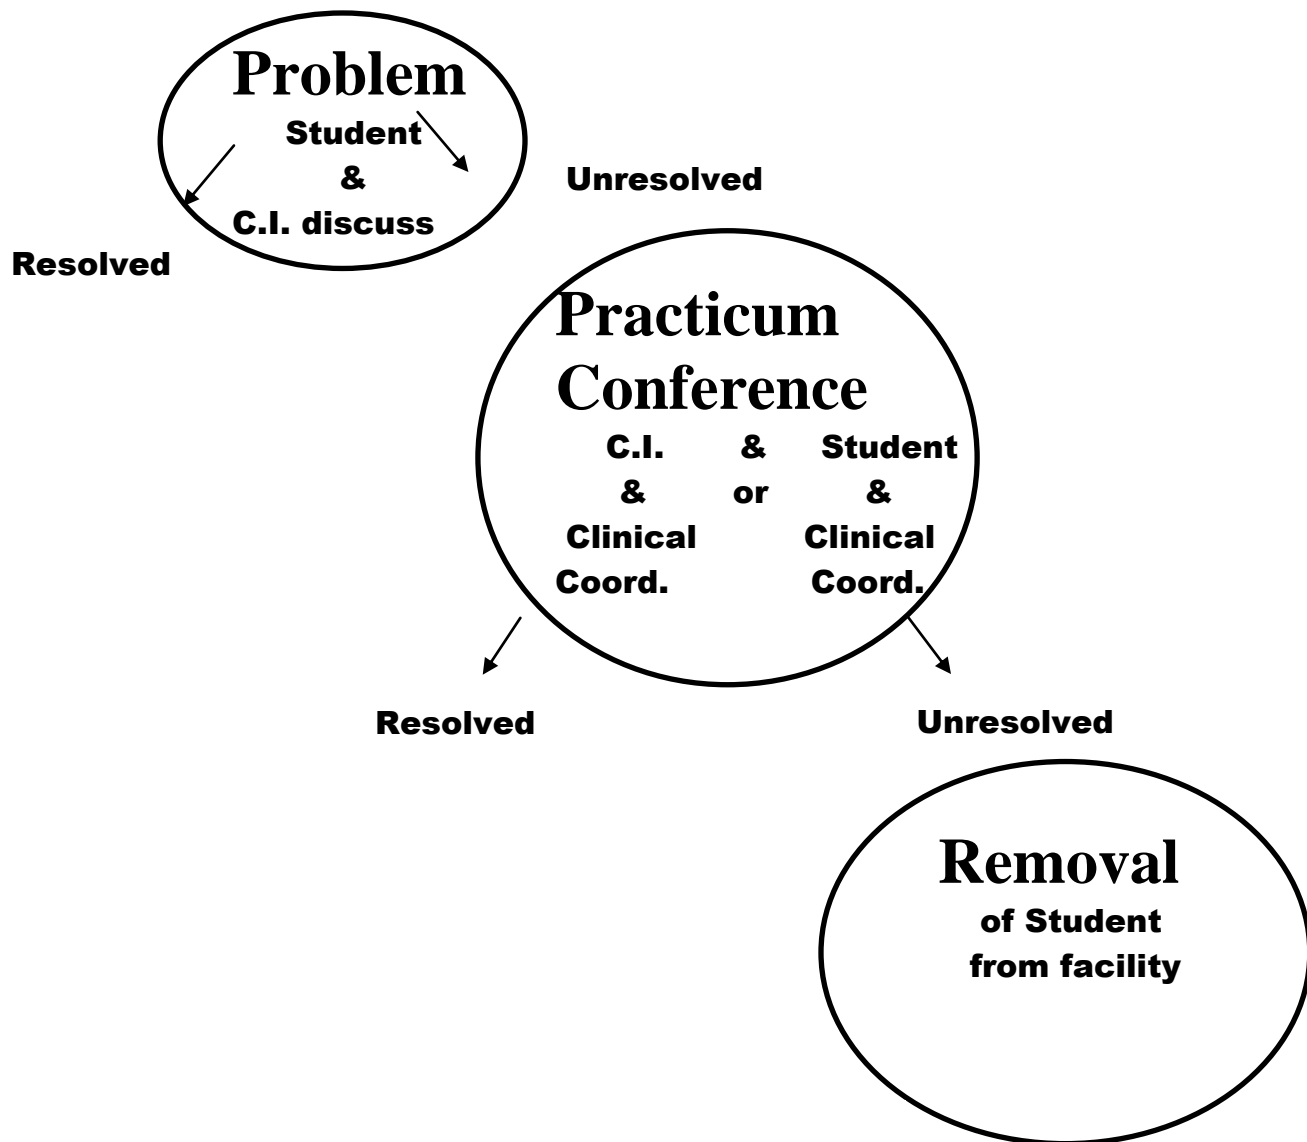 Problem
Student
&
C.I. discuss
Unresolved
Resolved
Practicum
Conference
C.I. & Student
& or &
Clinical Clinical
Coord. Coord.
Resolved
Unresolved
Removal
of Student
from facility